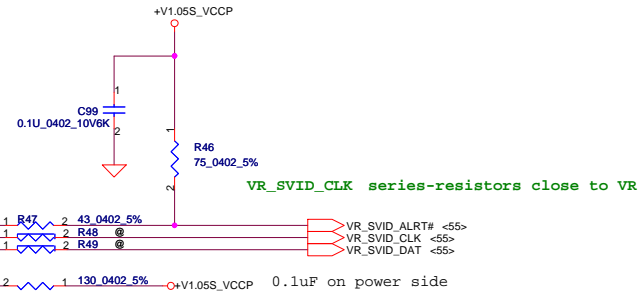 +V1.05S_VCCP
1
C99
0.1U_0402_10V6K
2
1
R46
75_0402_5%
2
VR_SVID_CLK series-resistors close to VR
1 R47 2 43_0402_5%
1 2 R48 @
1 2 R49 @
VR_SVID_ALRT# <55>
VR_SVID_CLK <55>
VR_SVID_DAT <55>
2 1 130_0402_5% +V1.05S_VCCP 0.1uF on power side